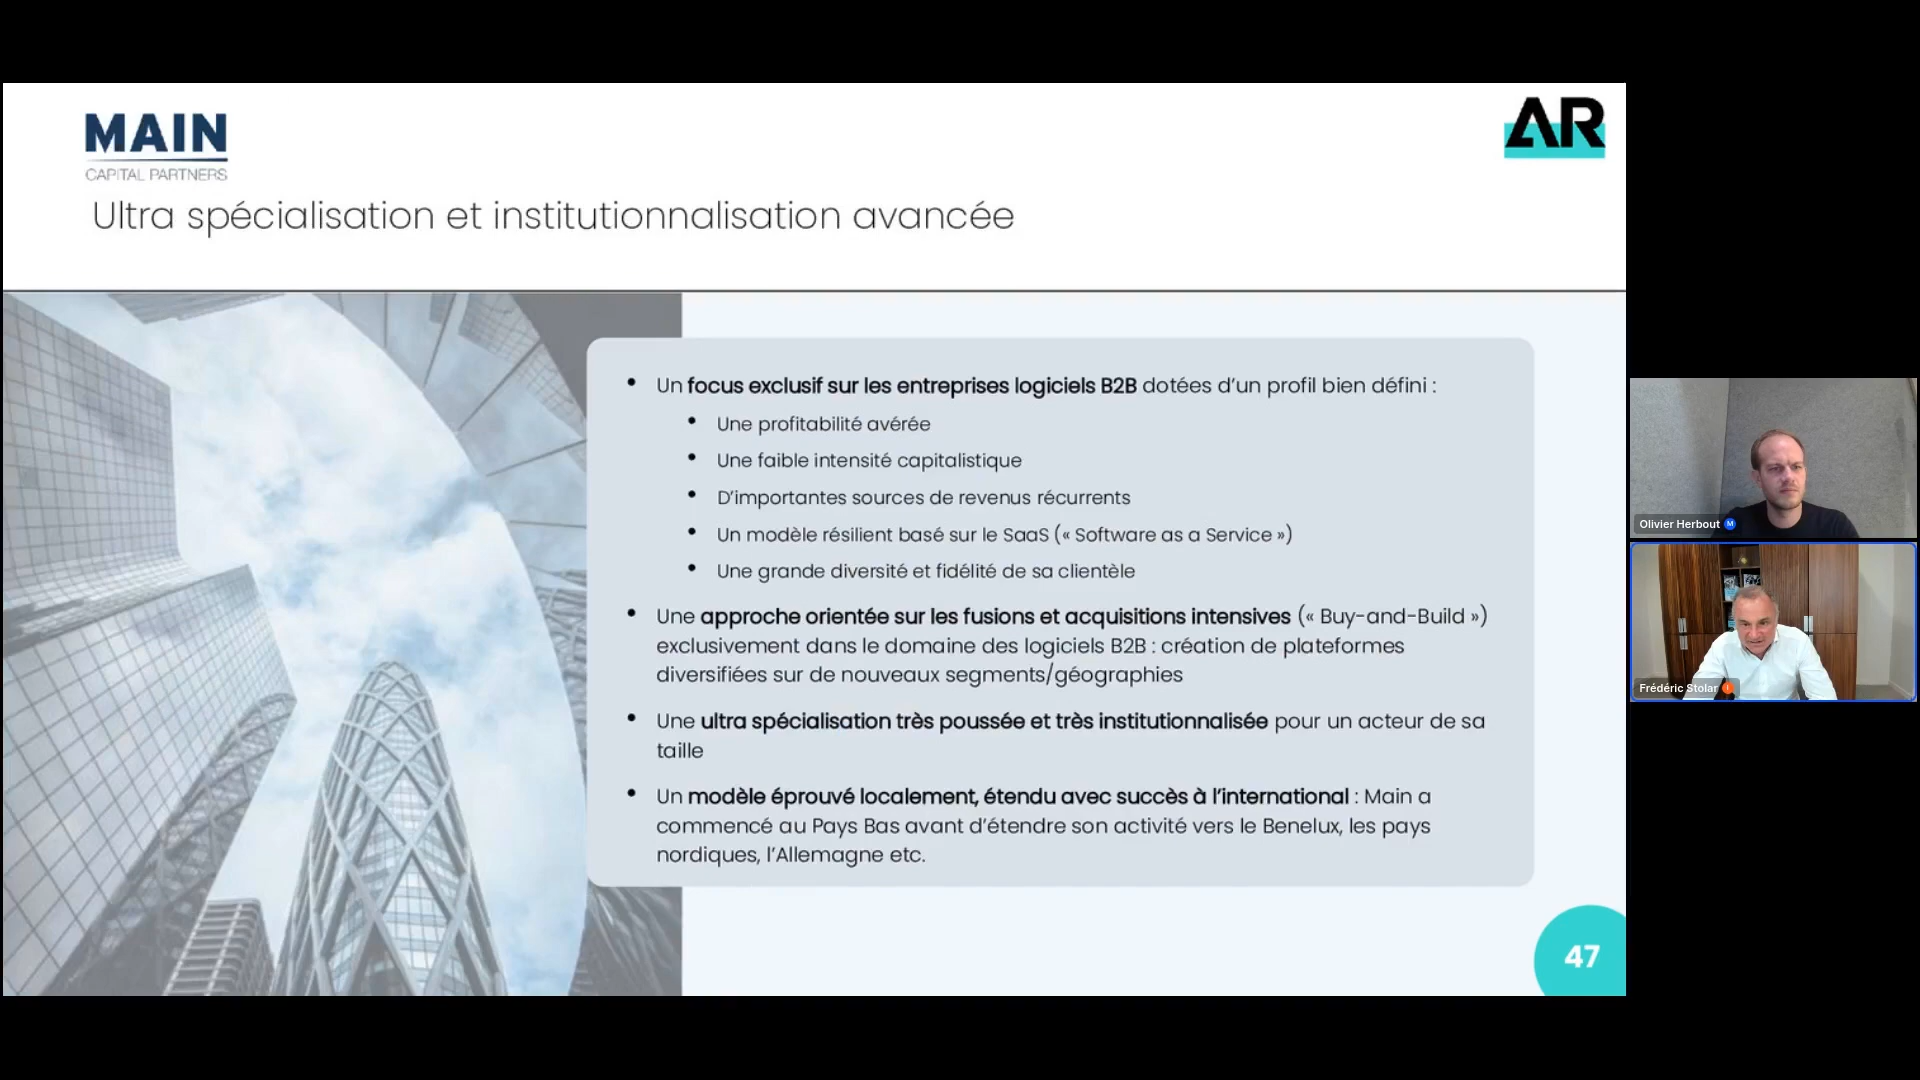 MAIN
CAPITAL PARTNERS
AR
Ultra spécialisation et institutionnalisation avancée
• Un focus exclusif sur les entreprises logiciels B2B dotées d’un profil bien défini :
• Une profitabilité avérée
• Une faible intensité capitalistique
• D’importantes sources de revenus récurrents
• Un modèle résilient basé sur le SaaS (« Software as a Service »)
• Une grande diversité et fidélité de sa clientèle
• Une approche orientée sur les fusions et acquisitions intensives (« Buy-and-Build »)
exclusivement dans le domaine des logiciels B2B : création de plateformes
diversifiées sur de nouveaux segments/géographies
• Une ultra spécialisation très poussée et très institutionnalisée pour un acteur de sa
taille
• Un modèle éprouvé localement, étendu avec succès à l’international : Main a
commencé au Pays Bas avant d’étendre son activité vers le Benelux, les pays
nordiques, l’Allemagne etc.
47
Olivier Herbout M
Frédéric Stolar